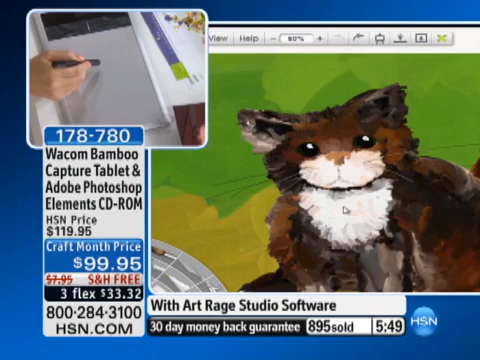 View Help - 80% +
178-780
Wacom Bamboo
Capture Tablet &
Adobe Photoshop
Elements CD-ROM
HSN Price
$119.95
Craft Month Price
$99.95
$7.95 S&H FREE
3 flex $33.32
800·284·3100
HSN.COM
With Art Rage Studio Software
30 day money back guarantee 895 sold 5:49
HSN